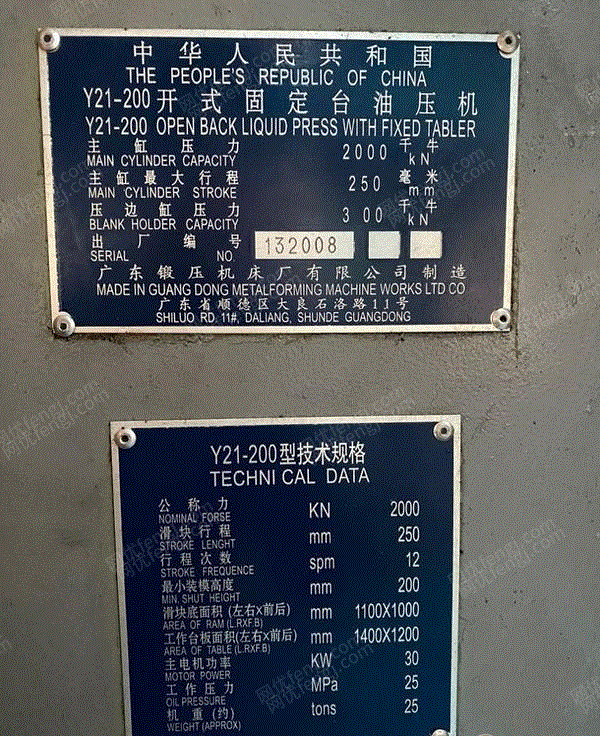 中华人民共和国
THE PEOPLE'S REPUBLIC OF CHINA
Y21-200开式固定台油压机
Y21-200 OPEN BACK LIQUID PRESS WITH FIXED TABLER
主缸压力 2000 千牛
MAIN CYLINDER CAPACITY kN
主缸最大行程 250 毫米
MAIN CYLINDER STROKE mm
压边缸压力 300 千牛
BLANK HOLDER CAPACITY kN
出厂编号 132008
SERIAL NO.
广东锻压机床厂有限公司制造
MADE IN GUANG DONG METALFORMING MACHINE WORKS LTD CO
广东省顺德区大良石洛路11号
SHILUO RD. 11#, DALIANG, SHUNDE GUANGDONG
Y21-200型技术规格
TECHNI CAL DATA
公称力 KN 2000
NOMINAL FORSE
滑块行程 mm 250
STROKE LENGHT
行程次数 spm 12
STROKE FREQUENCE
最小装模高度 mm 200
MIN. SHUT HEIGHT
滑块底面积 (左右x前后) mm 1100X1000
AREA OF RAM (L.RXF.B)
工作台板面积(左右x前后) mm 1400X1200
AREA OF TABLE (L.RXF.B)
主电机功率 KW 30
MOTOR POWER
工作压力 MPa 25
OIL PRESSURE
机重(约) tons 25
WEIGHT (APPROX)